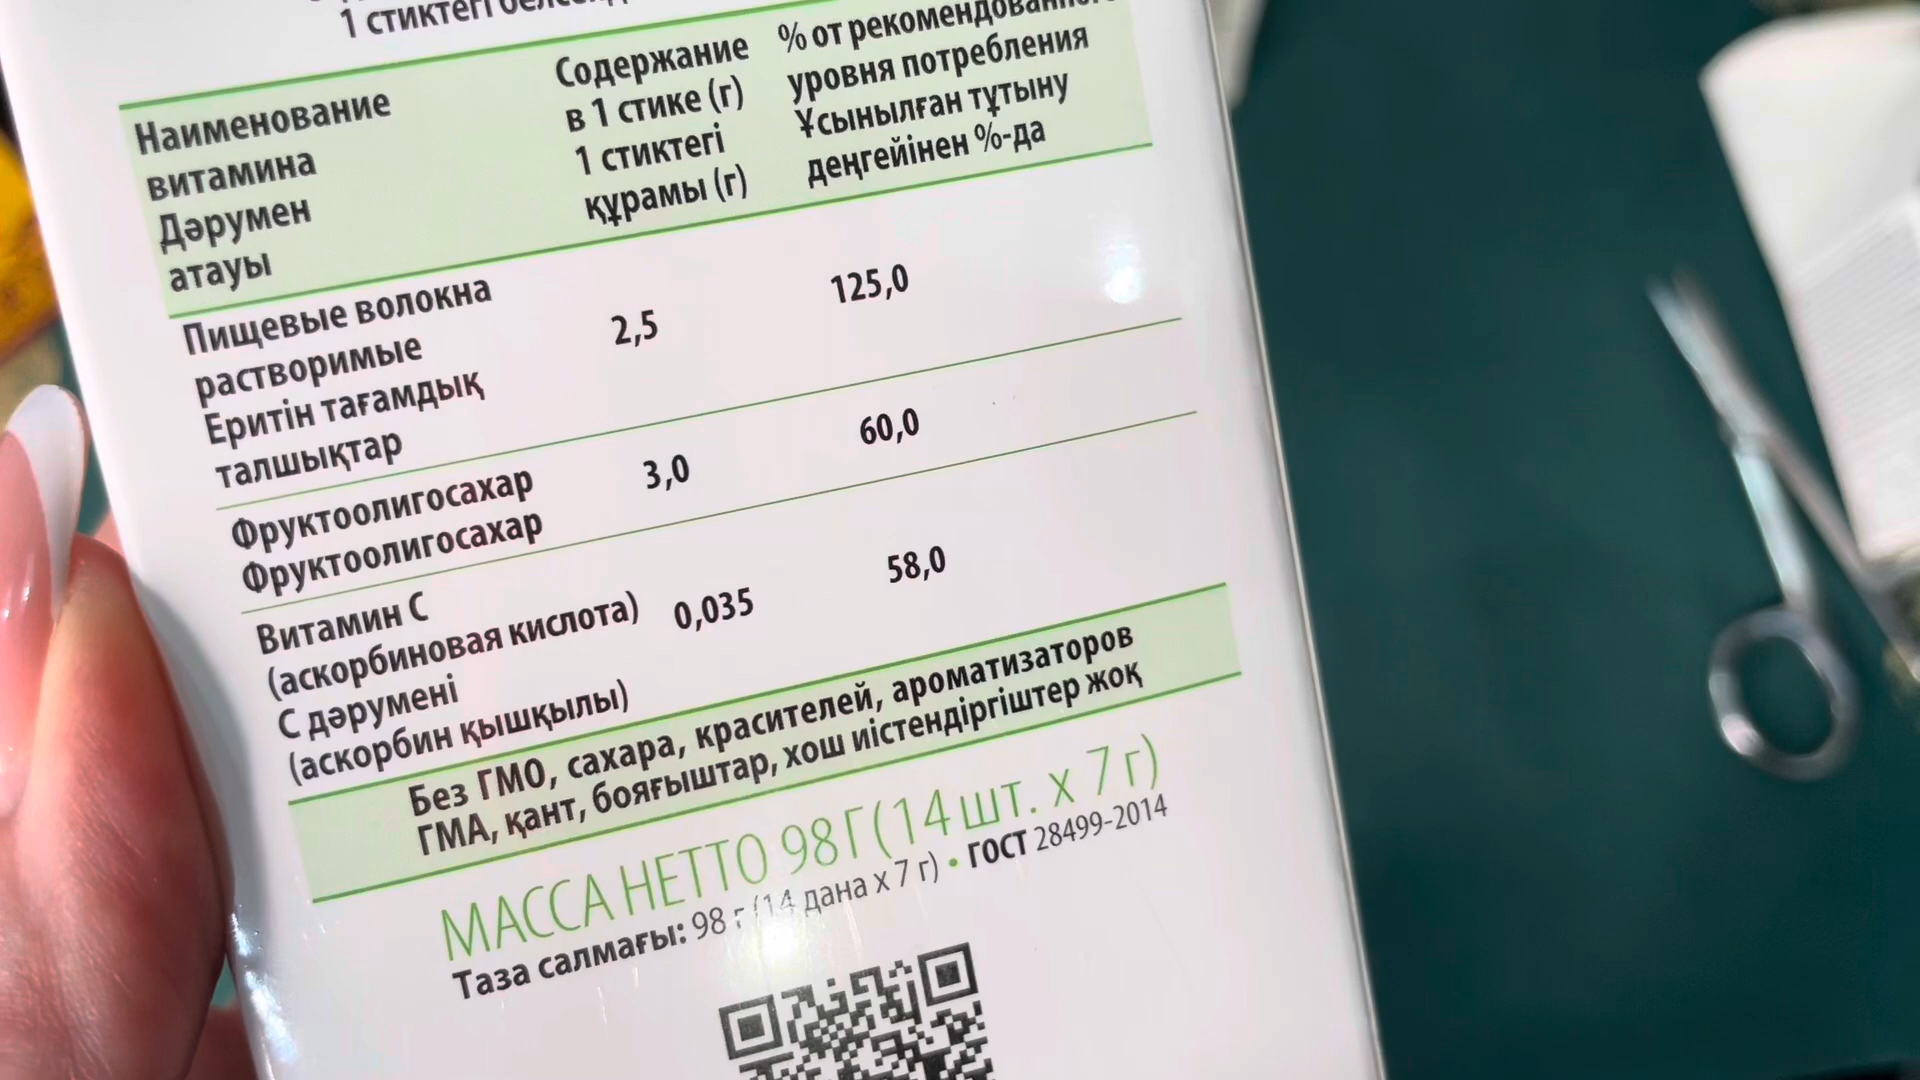 1 стиктегі
Наименование
витамина
Дәрумен
атауы
Содержание
в 1 стике (г)
1 стиктегі
құрамы (г)
% от рекомендованного
уровня потребления
Ұсынылған тұтыну
деңгейінен %-да
Пищевые волокна
растворимые
Еритін тағамдық
талшықтар
2,5
125,0
Фруктоолигосахар
Фруктоолигосахар
3,0
60,0
Витамин С
(аскорбиновая кислота)
С дәрумені
(аскорбин қышқылы)
0,035
58,0
Без ГМО, сахара, красителей, ароматизаторов
ГМА, қант, бояғыштар, хош иістендіргіштер жоқ
МАССА НЕТТО 98 Г (14 шт. х 7 г)
Таза салмағы: 98 г (14 дана х 7 г) • ГОСТ 28499-2014